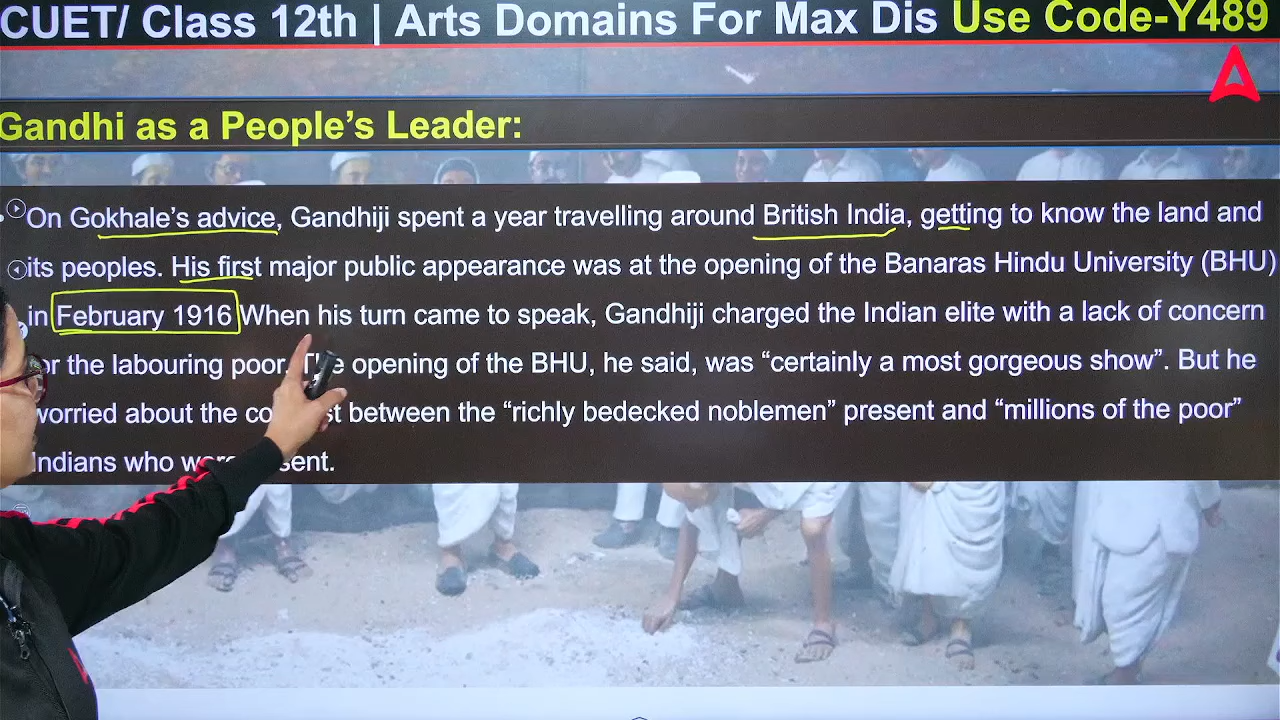 CUET/ Class 12th | Arts Domains For Max Dis Use Code-Y489
Gandhi as a People's Leader:
On Gokhale's advice, Gandhiji spent a year travelling around British India, getting to know the land and
its peoples. His first major public appearance was at the opening of the Banaras Hindu University (BHU)
in February 1916 When his turn came to speak, Gandhiji charged the Indian elite with a lack of concern
or the labouring poor. The opening of the BHU, he said, was “certainly a most gorgeous show”. But he
worried about the between the “richly bedecked noblemen” present and “millions of the poor”
Indians who